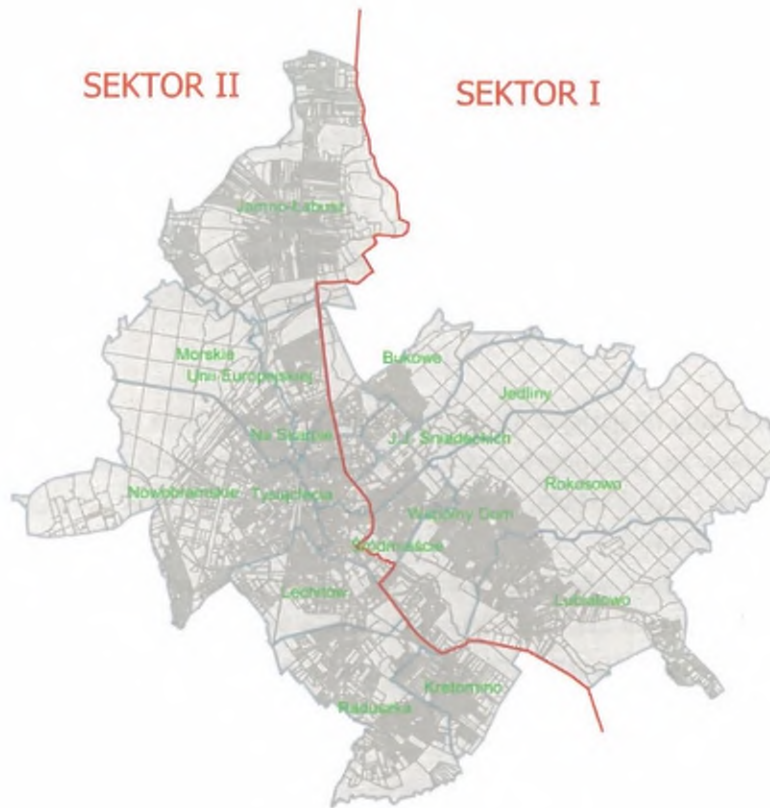 SEKTOR II
SEKTOR I
Jamno-Łabusz
Morskie
Unii Europejskiej
Bukowe
Jedliny
Na Skarpie
J.J. Śniadeckich
Nowobramskie
Tysiąclecia
Rokosowo
Wspólny Dom
Śródmieście
Lechitów
Lubiatowo
Kretomino
Raduszka